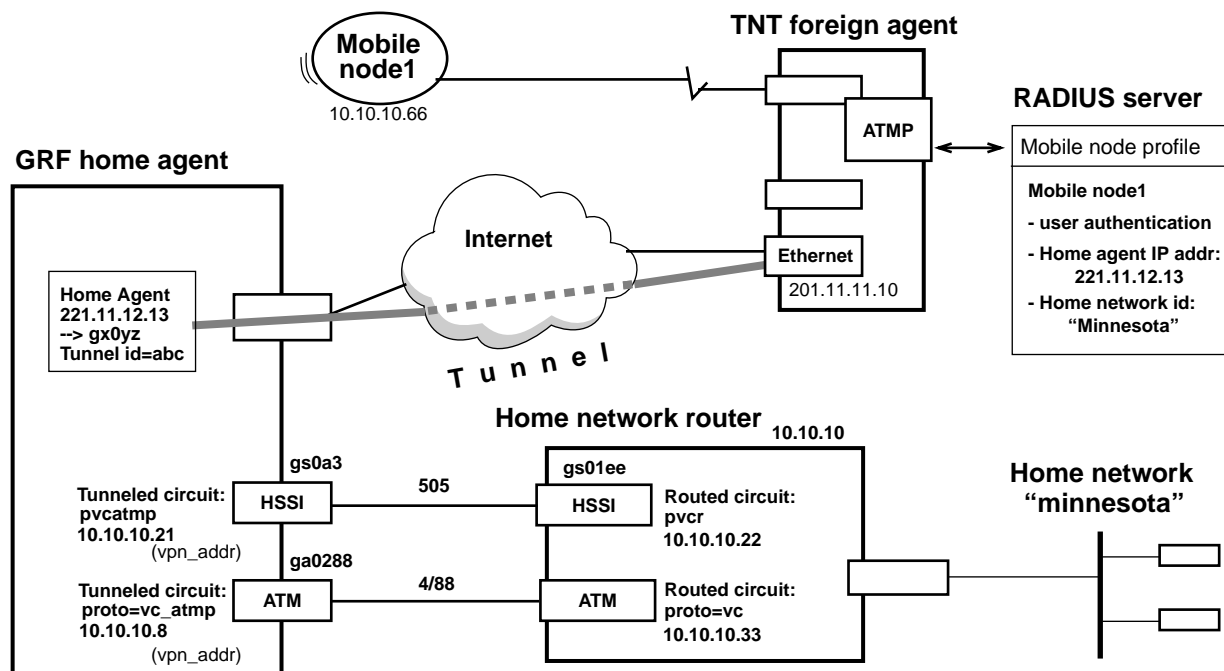 TNT foreign agent
Mobile
node1
10.10.10.66
ATMP
RADIUS server
Mobile node profile
Mobile node1
- user authentication
- Home agent IP addr:
221.11.12.13
- Home network id:
“Minnesota”
GRF home agent
Internet
Ethernet
201.11.11.10
Home Agent
221.11.12.13
--> gx0yz
Tunnel id=abc
Tunnel
Home network router
10.10.10
gs0a3
Tunneled circuit:
pvcatmp
10.10.10.21
(vpn_addr)
HSSI
505
gs01ee
HSSI
Routed circuit:
pvcr
10.10.10.22
Home network
“minnesota”
ga0288
Tunneled circuit:
proto=vc_atmp
10.10.10.8
(vpn_addr)
ATM
4/88
ATM
Routed circuit:
proto=vc
10.10.10.33